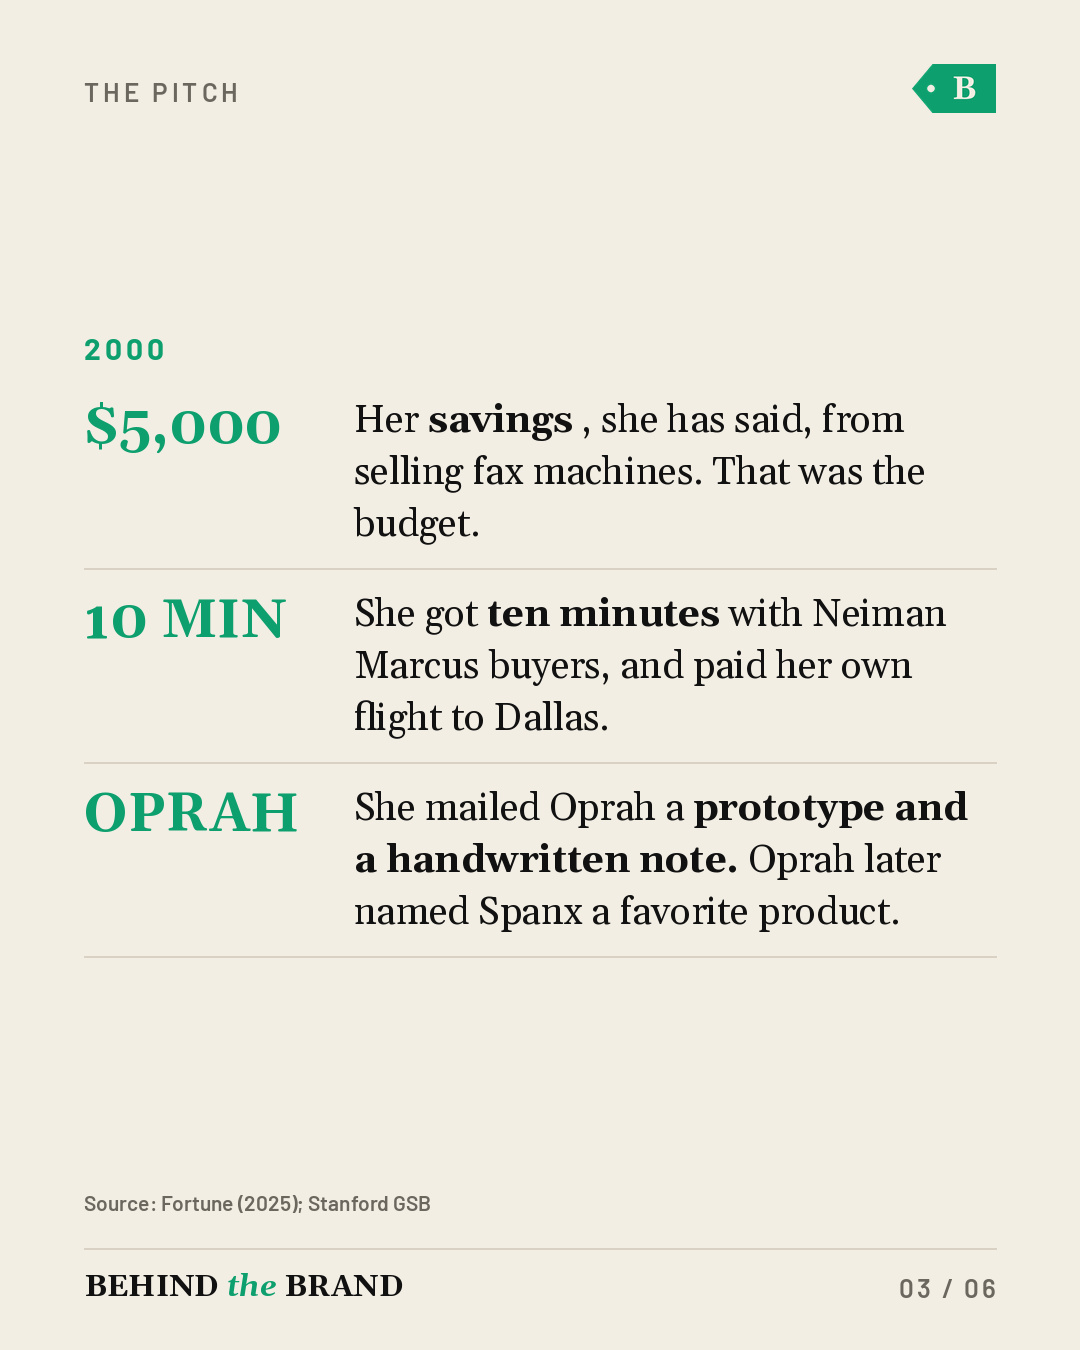 THE PITCH
B
2000
$5,000
Her savings , she has said, from
selling fax machines. That was the
budget.
10 MIN
She got ten minutes with Neiman
Marcus buyers, and paid her own
flight to Dallas.
OPRAH
She mailed Oprah a prototype and
a handwritten note. Oprah later
named Spanx a favorite product.
Source: Fortune (2025); Stanford GSB
BEHIND the BRAND
03 / 06